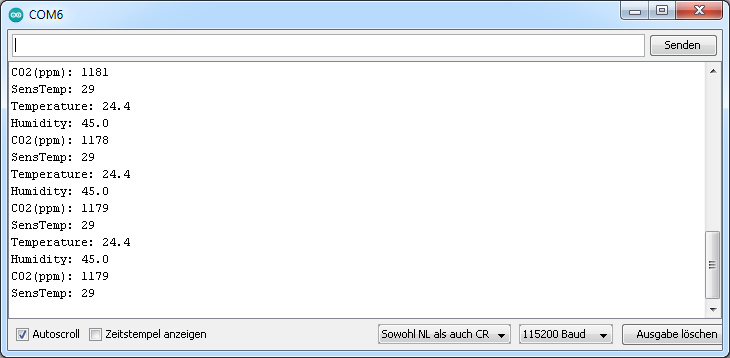 COM6
Senden
CO2(ppm): 1181
SensTemp: 29
Temperature: 24.4
Humidity: 45.0
CO2(ppm): 1178
SensTemp: 29
Temperature: 24.4
Humidity: 45.0
CO2(ppm): 1179
SensTemp: 29
Temperature: 24.4
Humidity: 45.0
CO2(ppm): 1179
SensTemp: 29
Autoscroll Zeitstempel anzeigen Sowohl NL als auch CR 115200 Baud Ausgabe löschen